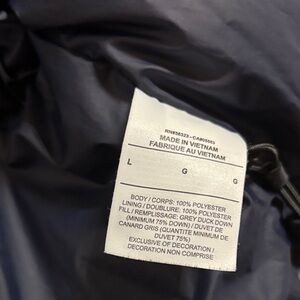 MADE IN VIETNAM
FABRIQUE AU VIETNAM
L G G
BODY / CORPS: 100% POLYESTER
LINING / DOUBLURE: 100% POLYESTER
FILL / REMPLISSAGE: GREY DUCK DOWN
(MINIMUM 75% DOWN) / DUVET DE
CANARD GRIS (QUANTITE MINIMUM DE
DUVET 75%)
EXCLUSIVE OF DECORATION /
DECORATION NON COMPRISE